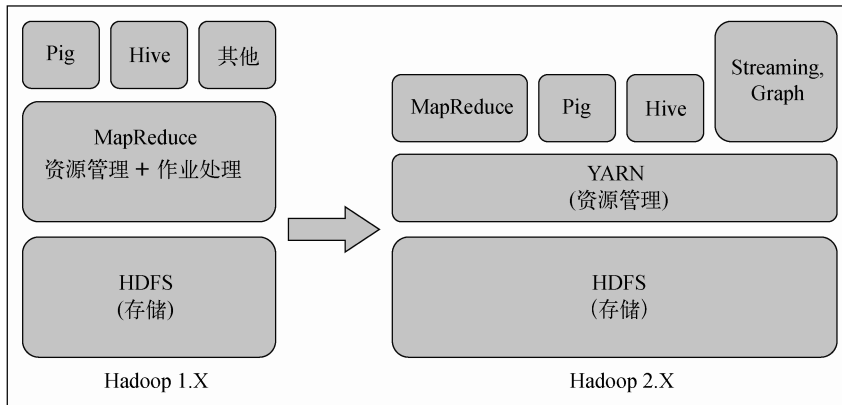 Pig
Hive
其他
MapReduce
资源管理 + 作业处理
HDFS
(存储)
Hadoop 1.X
Streaming,
Graph
MapReduce
Pig
Hive
YARN
(资源管理)
HDFS
(存储)
Hadoop 2.X